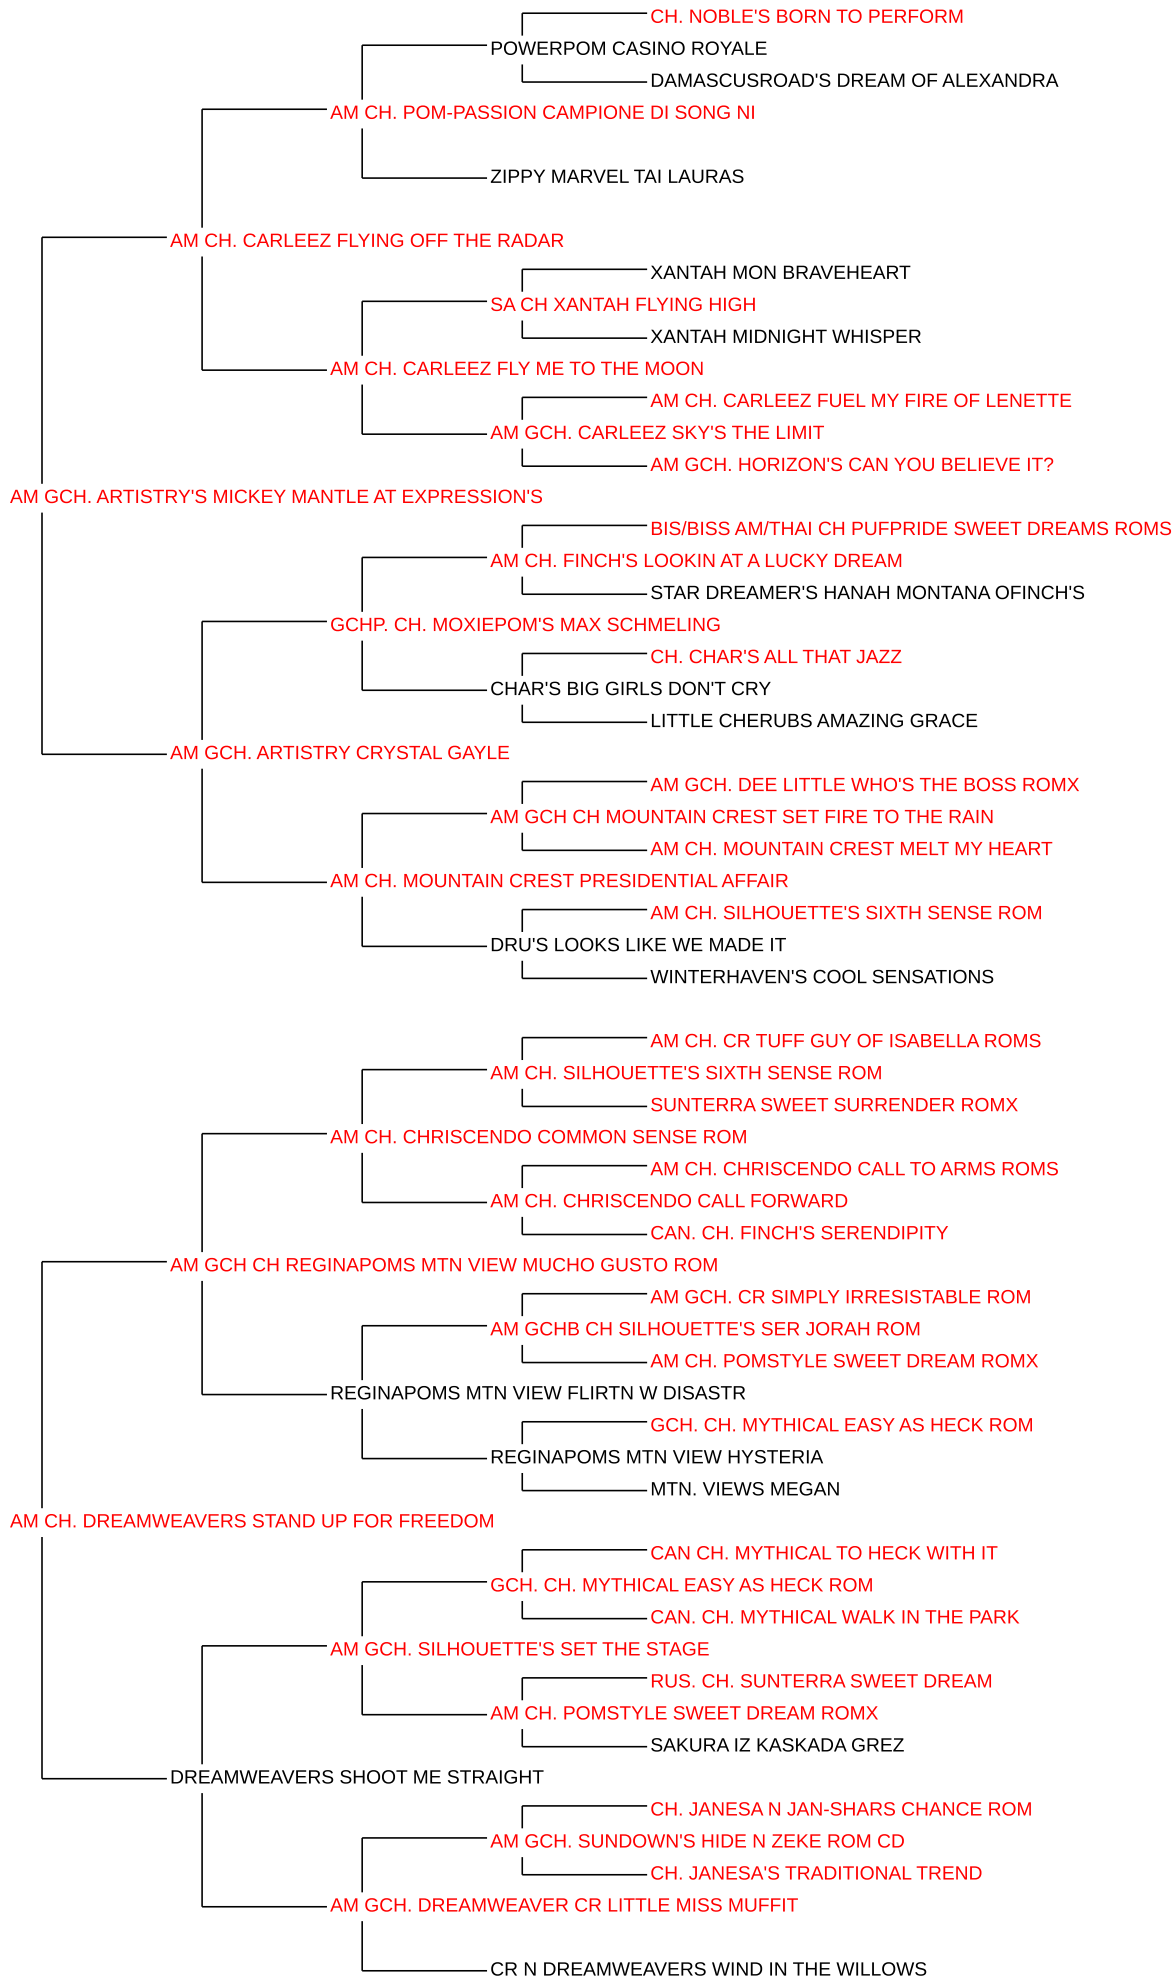 CH. NOBLE'S BORN TO PERFORM
POWERPOM CASINO ROYALE
DAMASCUSROAD'S DREAM OF ALEXANDRA
AM CH. POM-PASSION CAMPIONE DI SONG NI
ZIPPY MARVEL TAI LAURAS
AM CH. CARLEEZ FLYING OFF THE RADAR
XANTAH MON BRAVEHEART
SA CH XANTAH FLYING HIGH
XANTAH MIDNIGHT WHISPER
AM CH. CARLEEZ FLY ME TO THE MOON
AM CH. CARLEEZ FUEL MY FIRE OF LENETTE
AM GCH. CARLEEZ SKY'S THE LIMIT
AM GCH. HORIZON'S CAN YOU BELIEVE IT?
AM GCH. ARTISTRY'S MICKEY MANTLE AT EXPRESSION'S
BIS/BISS AM/THAI CH PUFPRIDE SWEET DREAMS ROMS
AM CH. FINCH'S LOOKIN AT A LUCKY DREAM
STAR DREAMER'S HANAH MONTANA OFINCH'S
GCHP. CH. MOXIEPOM'S MAX SCHMELING
CH. CHAR'S ALL THAT JAZZ
CHAR'S BIG GIRLS DON'T CRY
LITTLE CHERUBS AMAZING GRACE
AM GCH. ARTISTRY CRYSTAL GAYLE
AM GCH. DEE LITTLE WHO'S THE BOSS ROMX
AM GCH CH MOUNTAIN CREST SET FIRE TO THE RAIN
AM CH. MOUNTAIN CREST MELT MY HEART
AM CH. MOUNTAIN CREST PRESIDENTIAL AFFAIR
AM CH. SILHOUETTE'S SIXTH SENSE ROM
DRU'S LOOKS LIKE WE MADE IT
WINTERHAVEN'S COOL SENSATIONS
AM CH. CR TUFF GUY OF ISABELLA ROMS
AM CH. SILHOUETTE'S SIXTH SENSE ROM
SUNTERRA SWEET SURRENDER ROMX
AM CH. CHRISCENDO COMMON SENSE ROM
AM CH. CHRISCENDO CALL TO ARMS ROMS
AM CH. CHRISCENDO CALL FORWARD
CAN. CH. FINCH'S SERENDIPITY
AM GCH CH REGINAPOMS MTN VIEW MUCHO GUSTO ROM
AM GCH. CR SIMPLY IRRESISTABLE ROM
AM GCHB CH SILHOUETTE'S SER JORAH ROM
AM CH. POMSTYLE SWEET DREAM ROMX
REGINAPOMS MTN VIEW FLIRTN W DISASTR
GCH. CH. MYTHICAL EASY AS HECK ROM
REGINAPOMS MTN VIEW HYSTERIA
MTN. VIEWS MEGAN
AM CH. DREAMWEAVERS STAND UP FOR FREEDOM
CAN CH. MYTHICAL TO HECK WITH IT
GCH. CH. MYTHICAL EASY AS HECK ROM
CAN. CH. MYTHICAL WALK IN THE PARK
AM GCH. SILHOUETTE'S SET THE STAGE
RUS. CH. SUNTERRA SWEET DREAM
AM CH. POMSTYLE SWEET DREAM ROMX
SAKURA IZ KASKADA GREZ
DREAMWEAVERS SHOOT ME STRAIGHT
CH. JANESA N JAN-SHARS CHANCE ROM
AM GCH. SUNDOWN'S HIDE N ZEKE ROM CD
CH. JANESA'S TRADITIONAL TREND
AM GCH. DREAMWEAVER CR LITTLE MISS MUFFIT
CR N DREAMWEAVERS WIND IN THE WILLOWS